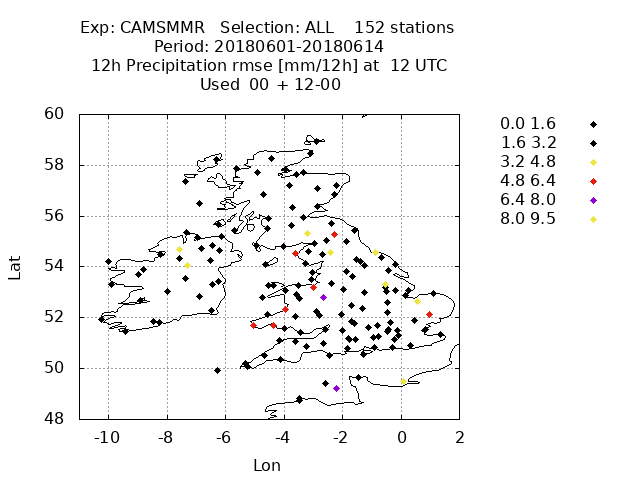 Exp: CAMSMMR   Selection: ALL    152 stations
Period: 20180601-20180614
12h Precipitation rmse [mm/12h] at  12 UTC
Used  00 + 12-00
60
58
56
54
52
50
48
Lat
-10 -8 -6 -4 -2 0 2
Lon
0.0 1.6
1.6 3.2
3.2 4.8
4.8 6.4
6.4 8.0
8.0 9.5